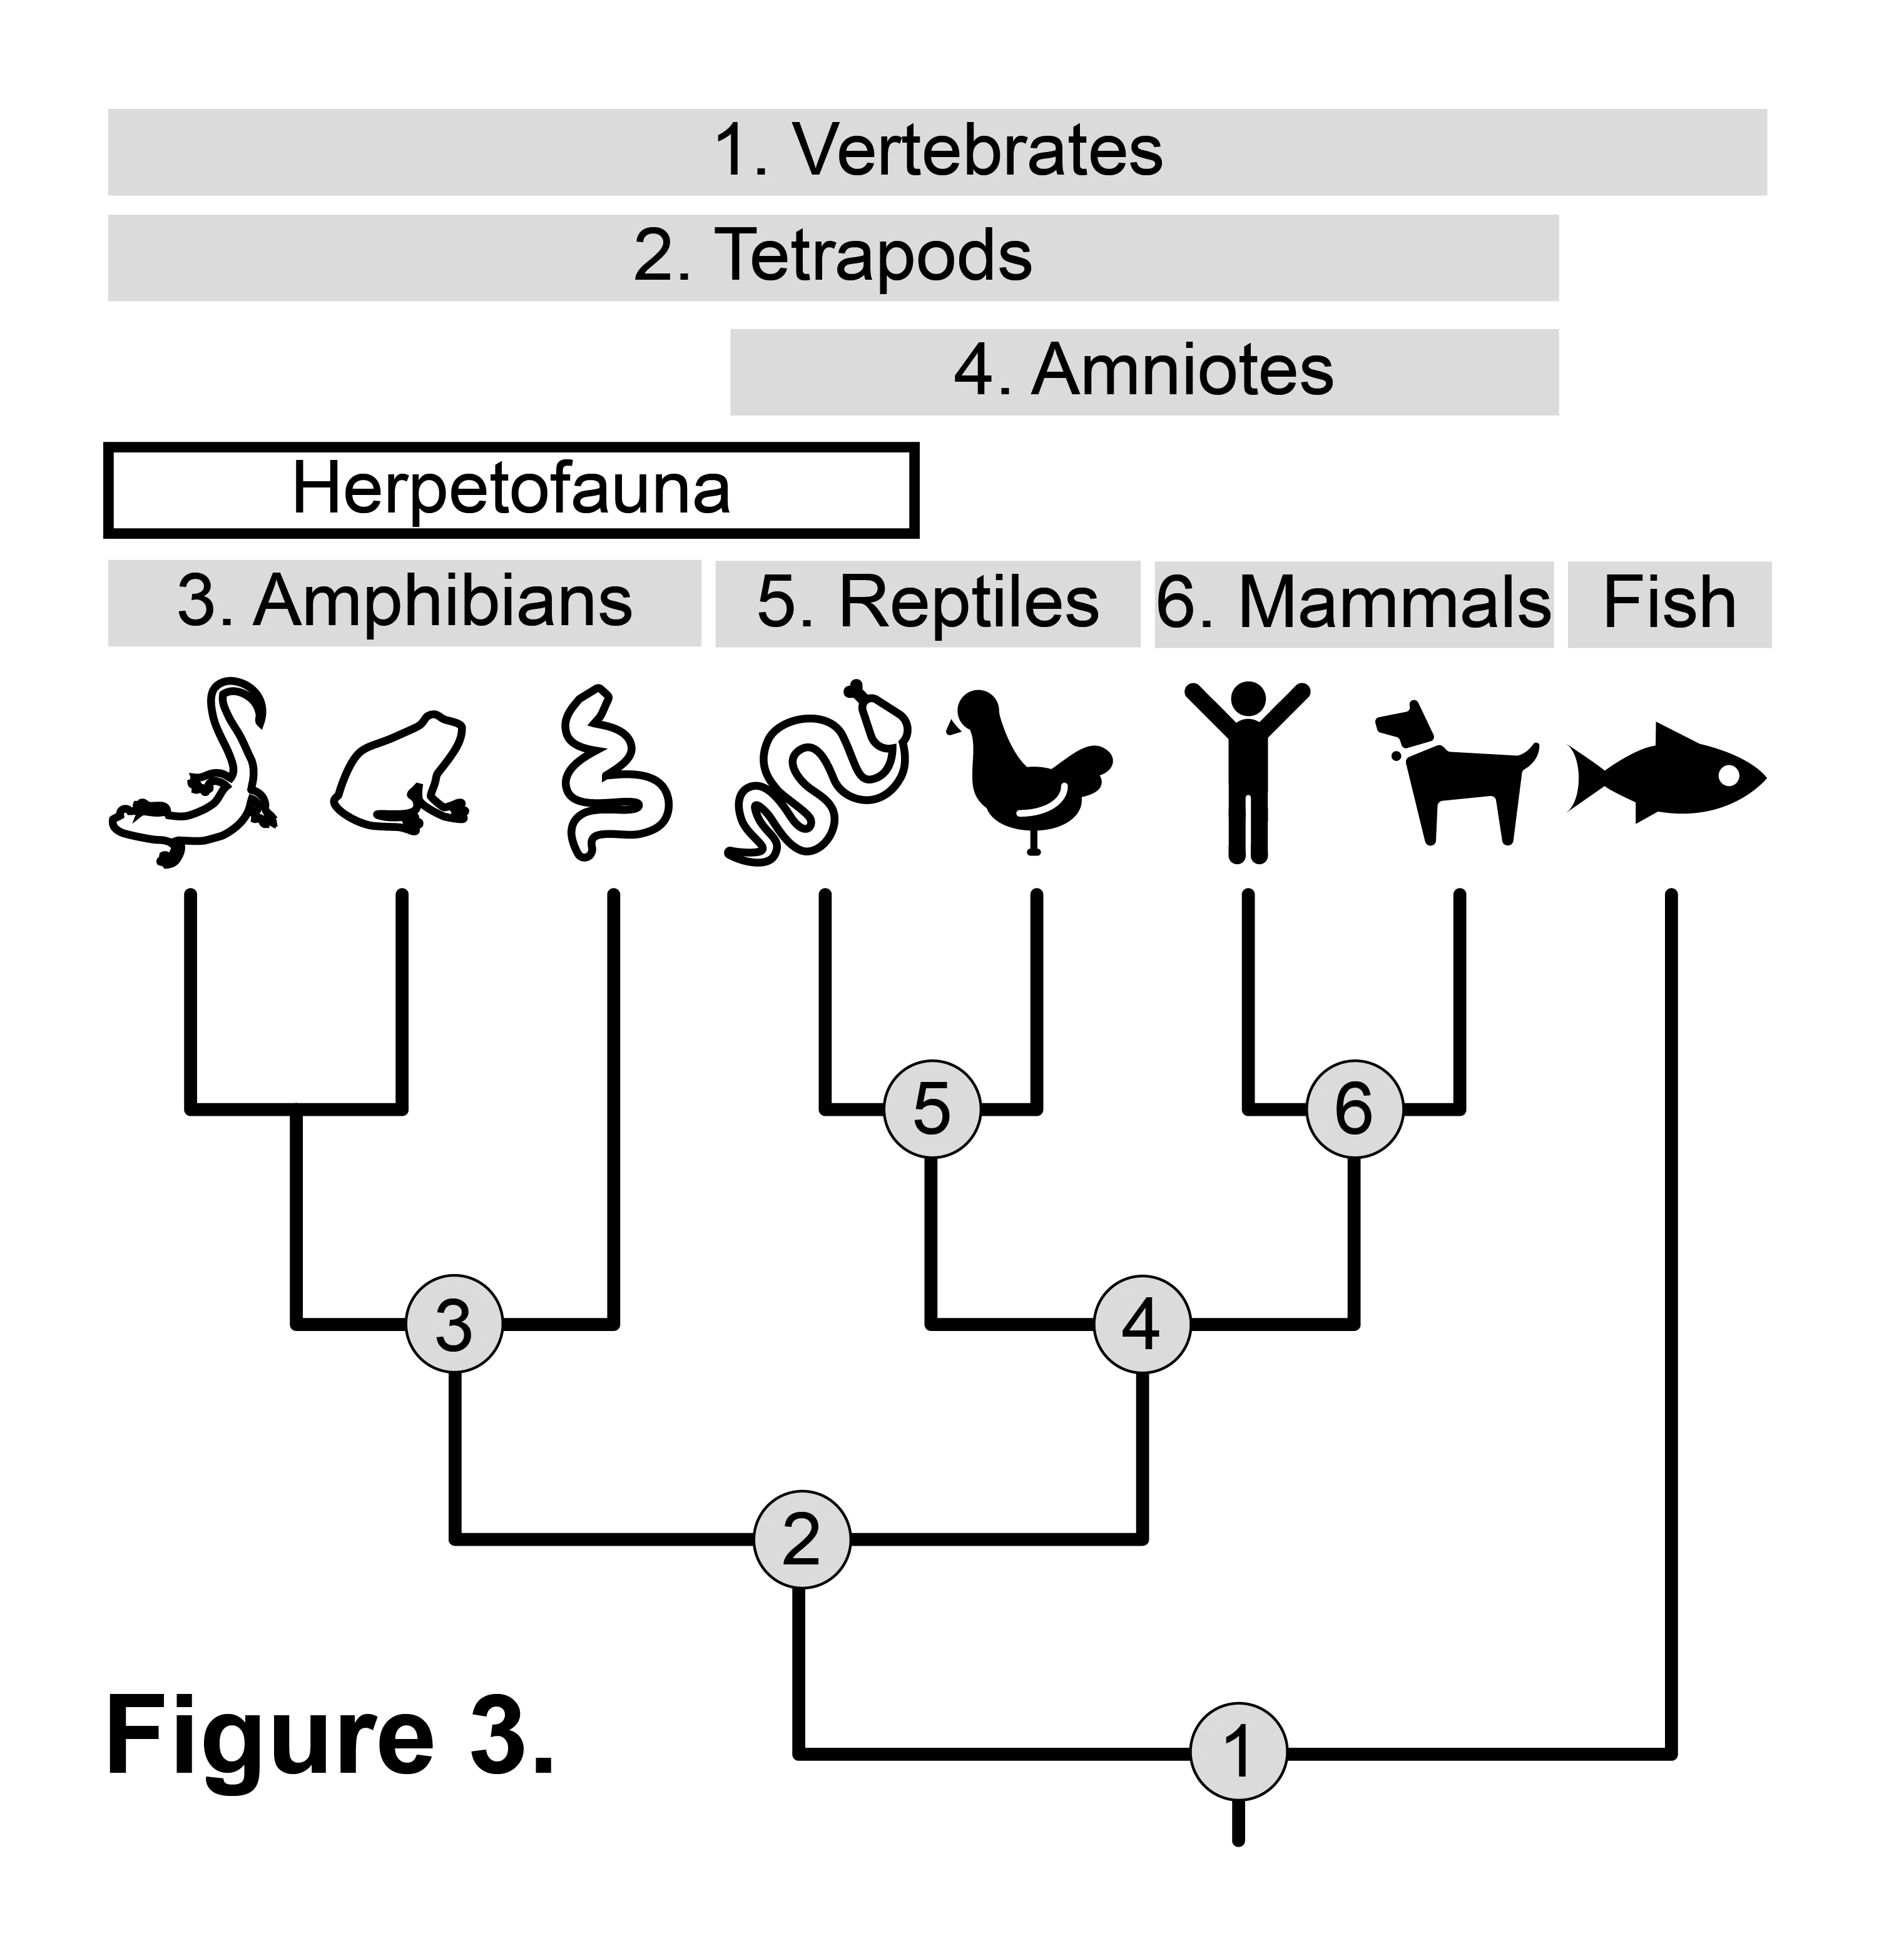 1. Vertebrates
2. Tetrapods
4. Amniotes
Herpetofauna
3. Amphibians 5. Reptiles 6. Mammals Fish
5 6
3 4
2
1
Figure 3.